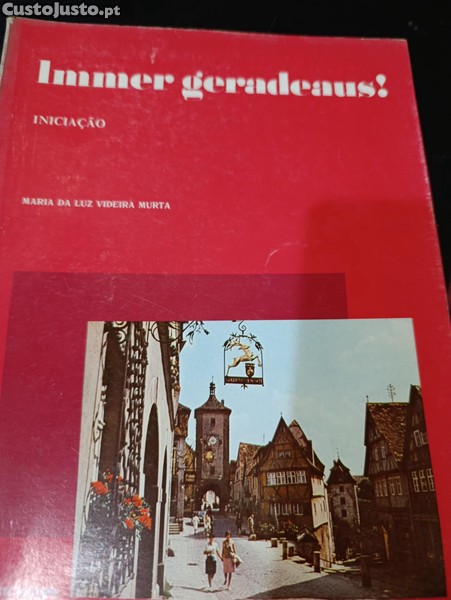 CustoJusto.pt
Immer geradeaus!
INICIAÇÃO
MARIA DA LUZ VIDEIRA MURTA